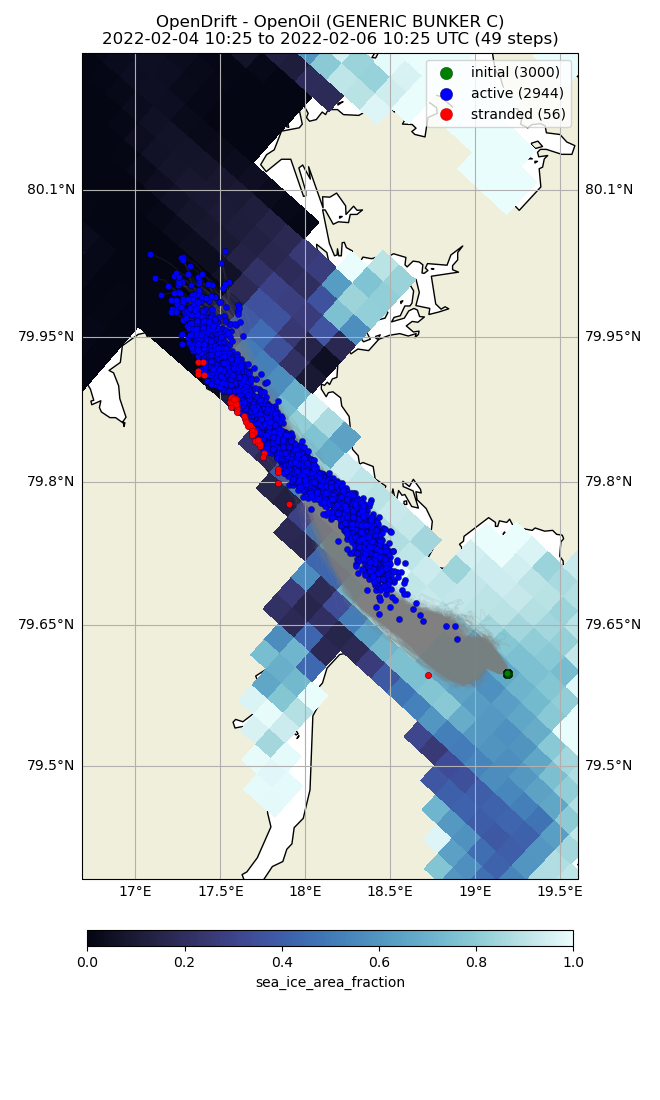 OpenDrift - OpenOil (GENERIC BUNKER C)
2022-02-04 10:25 to 2022-02-06 10:25 UTC (49 steps)
initial (3000)
active (2944)
stranded (56)
80.1°N 80.1°N
79.95°N 79.95°N
79.8°N 79.8°N
79.65°N 79.65°N
79.5°N 79.5°N
17°E 17.5°E 18°E 18.5°E 19°E 19.5°E
0.0 0.2 0.4 0.6 0.8 1.0
sea_ice_area_fraction